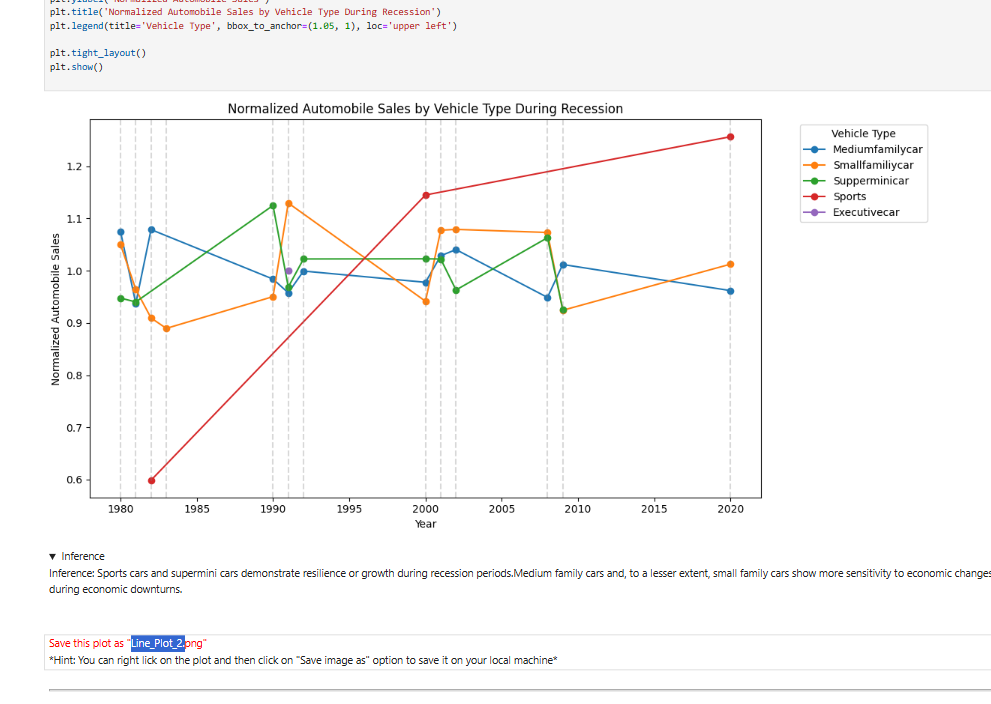 plt.ylabel('Normalized Automobile Sales')
plt.title('Normalized Automobile Sales by Vehicle Type During Recession')
plt.legend(title='Vehicle Type', bbox_to_anchor=(1.05, 1), loc='upper left')
plt.tight_layout()
plt.show()
Normalized Automobile Sales by Vehicle Type During Recession
Vehicle Type
Mediumfamilycar
Smallfamiliycar
Supperminicar
Sports
Executivecar
Normalized Automobile Sales
1.2
1.1
1.0
0.9
0.8
0.7
0.6
1980 1985 1990 1995 2000 2005 2010 2015 2020
Year
▼ Inference
Inference: Sports cars and supermini cars demonstrate resilience or growth during recession periods.Medium family cars and, to a lesser extent, small family cars show more sensitivity to economic changes
during economic downturns.
Save this plot as "Line_Plot_2.png"
*Hint: You can right lick on the plot and then click on "Save image as" option to save it on your local machine*